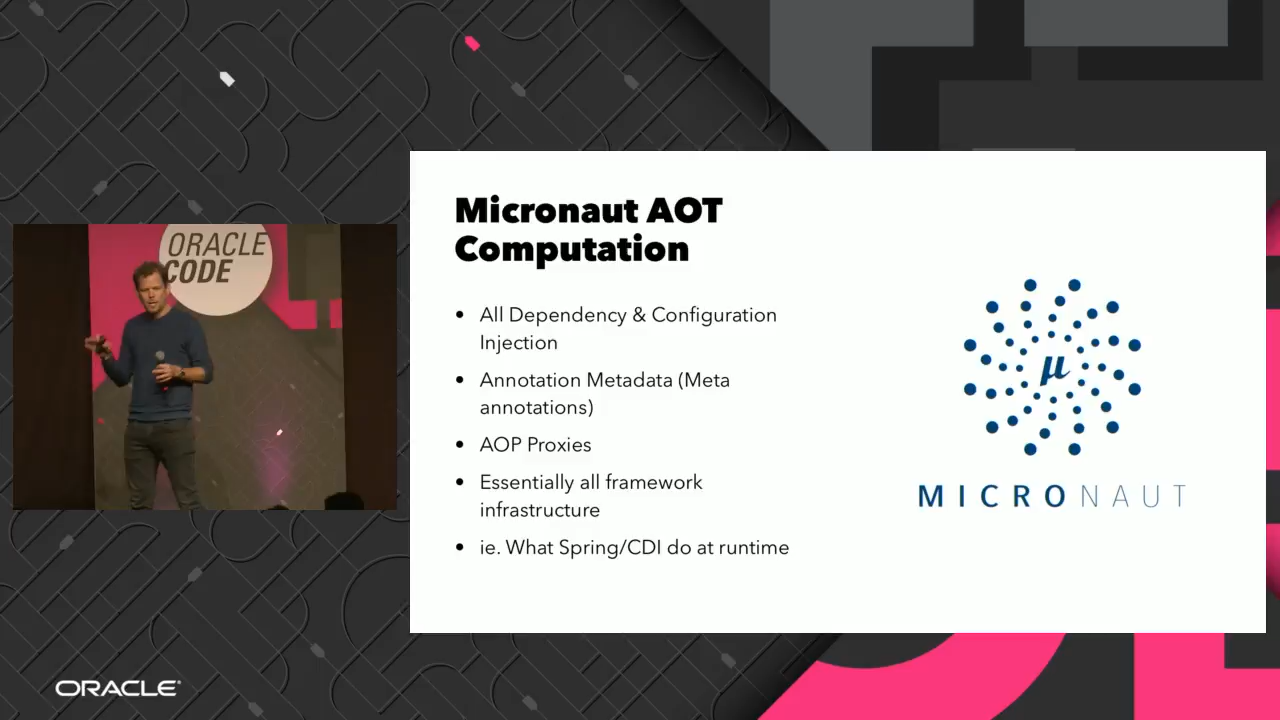 ORACLE
CODE
Micronaut AOT
Computation
• All Dependency & Configuration
Injection
• Annotation Metadata (Meta
annotations)
• AOP Proxies
• Essentially all framework
infrastructure
• ie. What Spring/CDI do at runtime
μ
MICRONAUT
ORACLE®